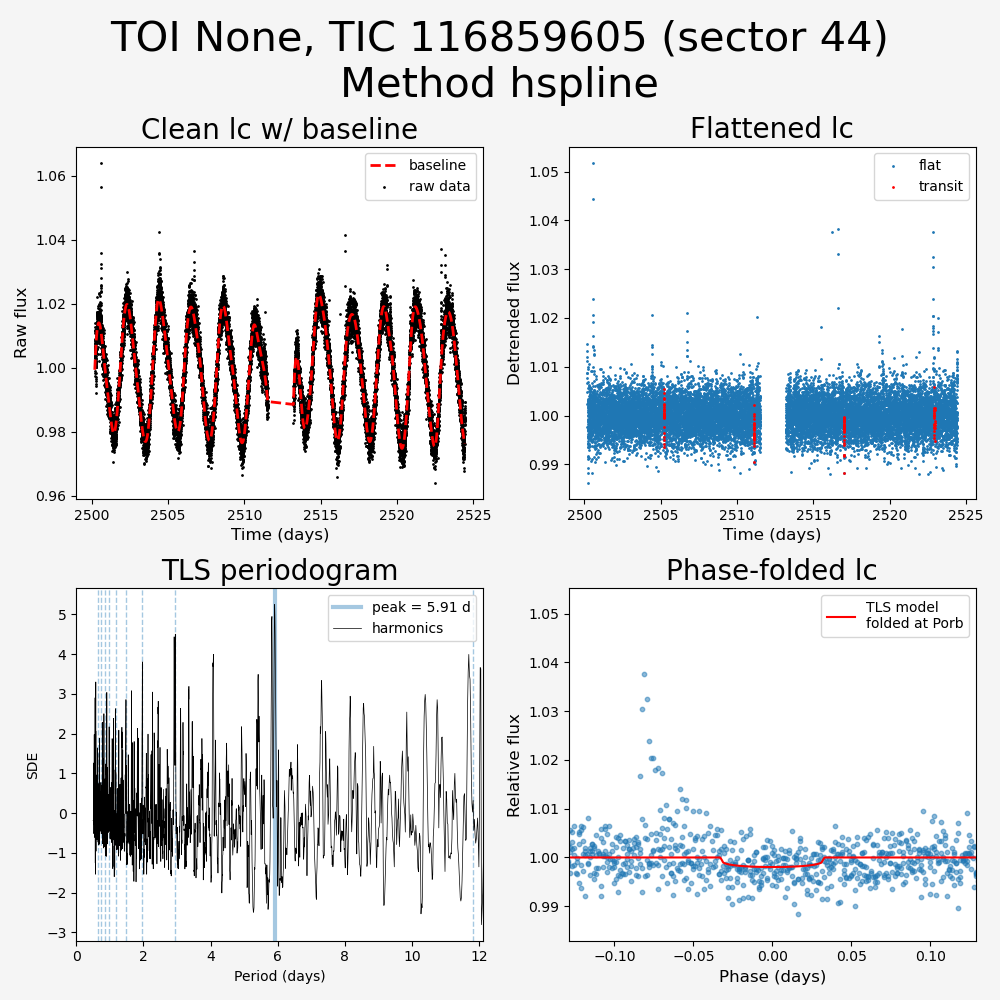 TOI None, TIC 116859605 (sector 44)
Method hspline
Clean lc w/ baseline
Raw flux
1.06
1.04
1.02
1.00
0.98
0.96
baseline
raw data
2500
2505
2510
2515
2520
2525
Time (days)
Flattened lc
Detrended flux
1.05
1.04
1.03
1.02
1.01
1.00
0.99
flat
transit
2500
2505
2510
2515
2520
2525
Time (days)
TLS periodogram
SDE
5
4
3
2
1
0
−1
−2
−3
peak = 5.91 d
harmonics
0
2
4
6
8
10
12
Period (days)
Phase-folded lc
Relative flux
1.05
1.04
1.03
1.02
1.01
1.00
0.99
TLS model
folded at Porb
−0.10
−0.05
0.00
0.05
0.10
Phase (days)